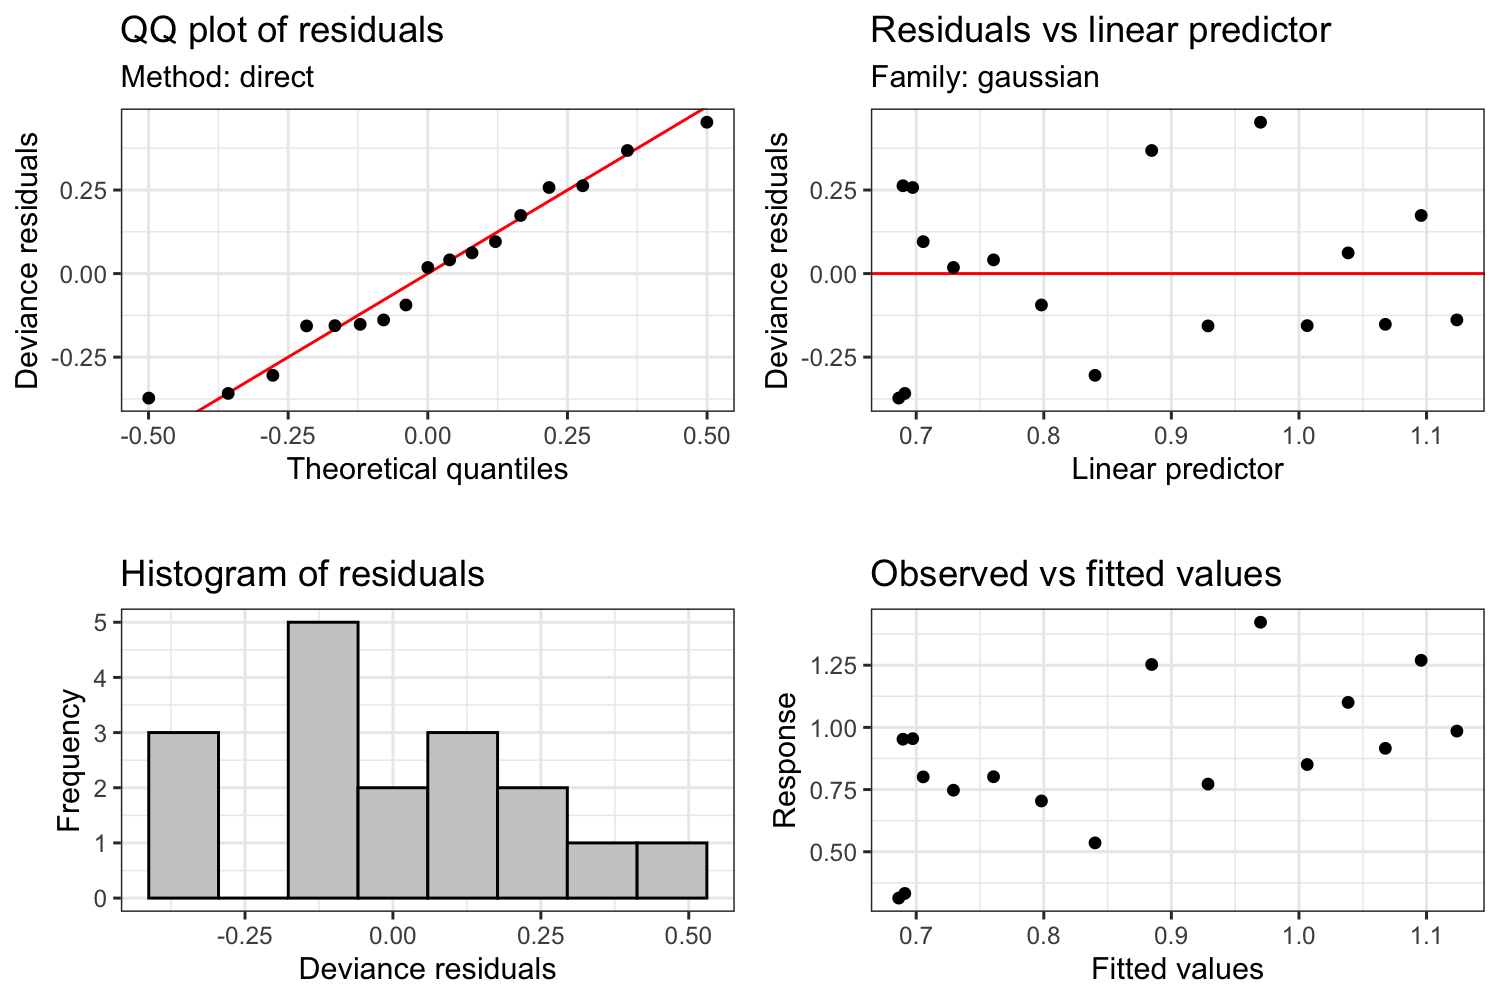 QQ plot of residuals
Method: direct
Deviance residuals
0.25
0.00
-0.25
-0.50
-0.25
0.00
0.25
0.50
Theoretical quantiles
Residuals vs linear predictor
Family: gaussian
Deviance residuals
0.25
0.00
-0.25
0.7
0.8
0.9
1.0
1.1
Linear predictor
Histogram of residuals
Frequency
5
4
3
2
1
0
-0.25
0.00
0.25
0.50
Deviance residuals
Observed vs fitted values
Response
1.25
1.00
0.75
0.50
0.7
0.8
0.9
1.0
1.1
Fitted values